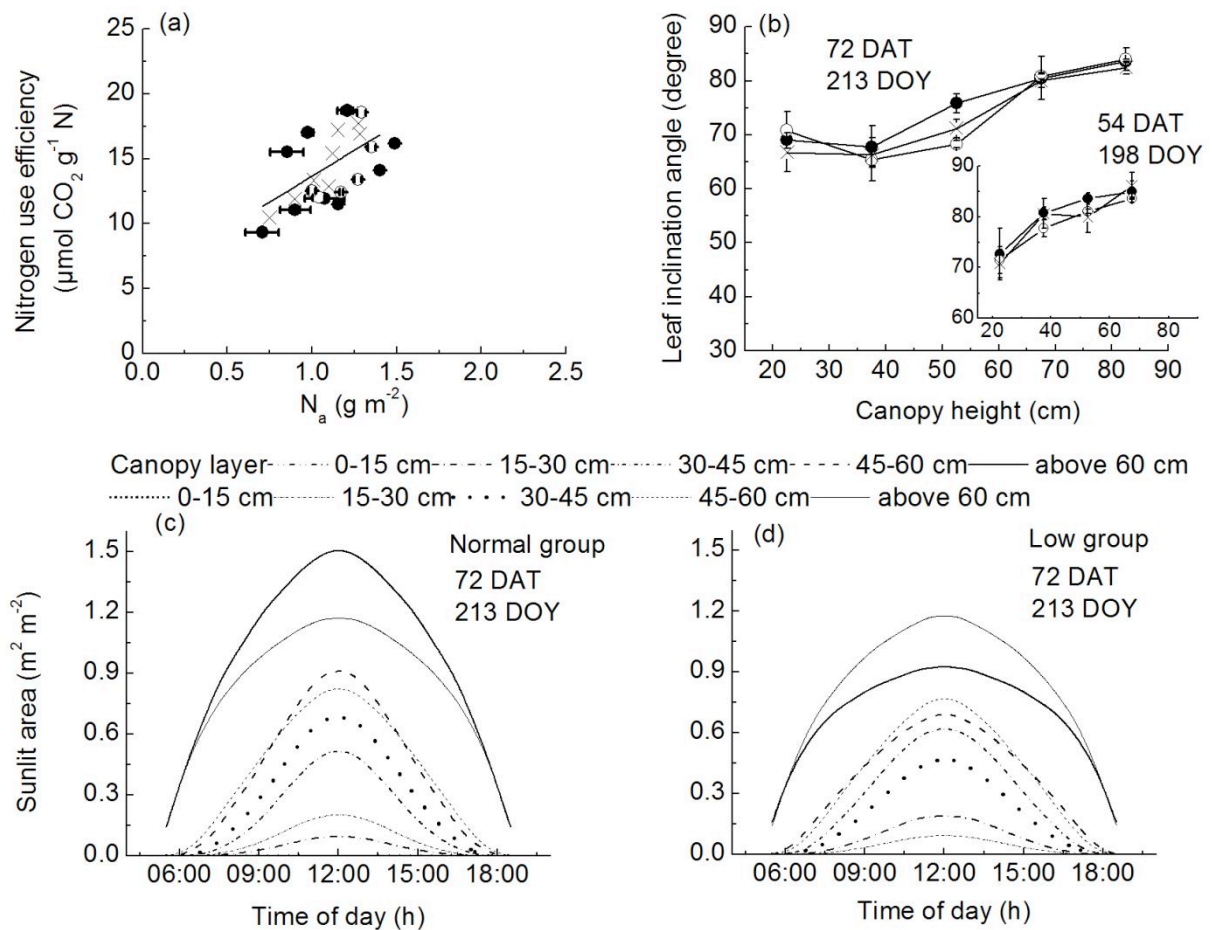 (a)
Nitrogen use efficiency
(μmol CO2 g-1 N)
25
20
15
10
5
0
0.0 0.5 1.0 1.5 2.0 2.5
Na (g m-2)
(b)
72 DAT
213 DOY
Leaf inclination angle (degree)
90
80
70
60
50
40
30
20 30 40 50 60 70 80 90
Canopy height (cm)
54 DAT
198 DOY
90
80
70
60
20 40 60 80
Canopy layer 0-15 cm 15-30 cm 30-45 cm 45-60 cm above 60 cm
0-15 cm 15-30 cm 30-45 cm 45-60 cm above 60 cm
(c)
Normal group
72 DAT
213 DOY
Sunlit area (m2 m-2)
1.5
1.2
0.9
0.6
0.3
0.0
06:00 09:00 12:00 15:00 18:00
Time of day (h)
(d)
Low group
72 DAT
213 DOY
1.5
1.2
0.9
0.6
0.3
0.0
06:00 09:00 12:00 15:00 18:00
Time of day (h)